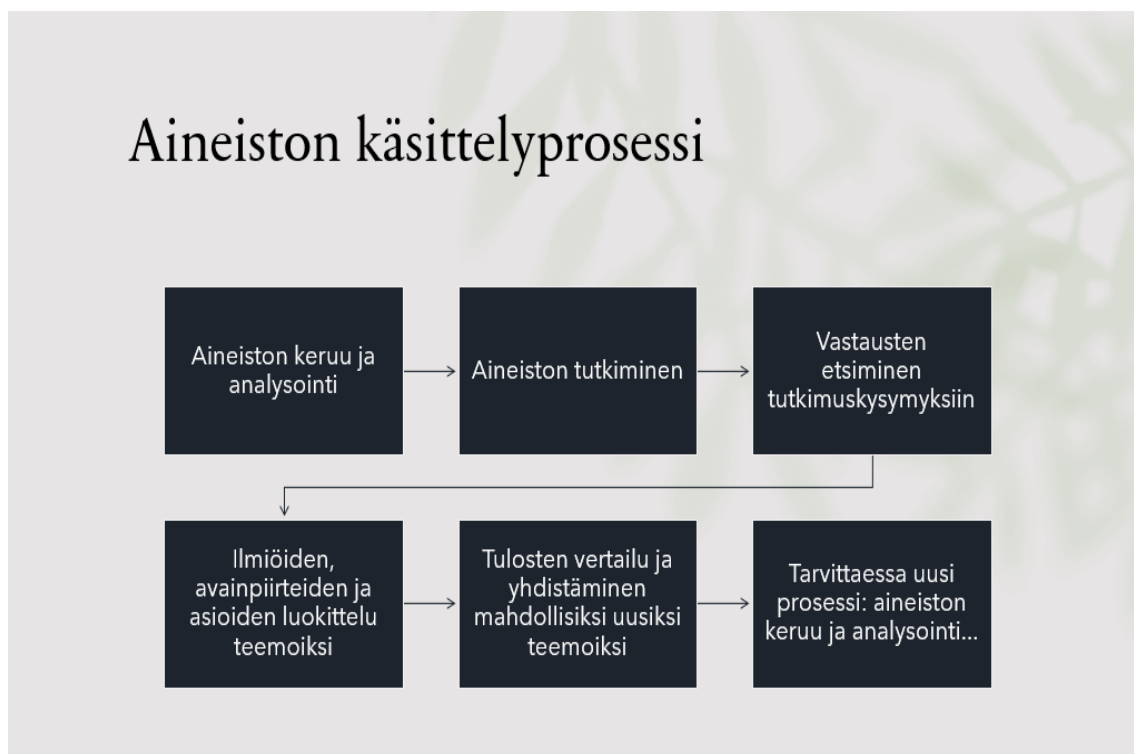 Aineiston käsittelyprosessi
Aineiston keruu ja
analysointi
Aineiston tutkiminen
Vastausten
etsiminen
tutkimuskysymyksiin
Ilmiöiden,
avainpiirteiden ja
asioiden luokittelu
teemoiksi
Tulosten vertailu ja
yhdistäminen
mahdollisiksi uusiksi
teemoiksi
Tarvittaessa uusi
prosessi: aineiston
keruu ja analysointi...